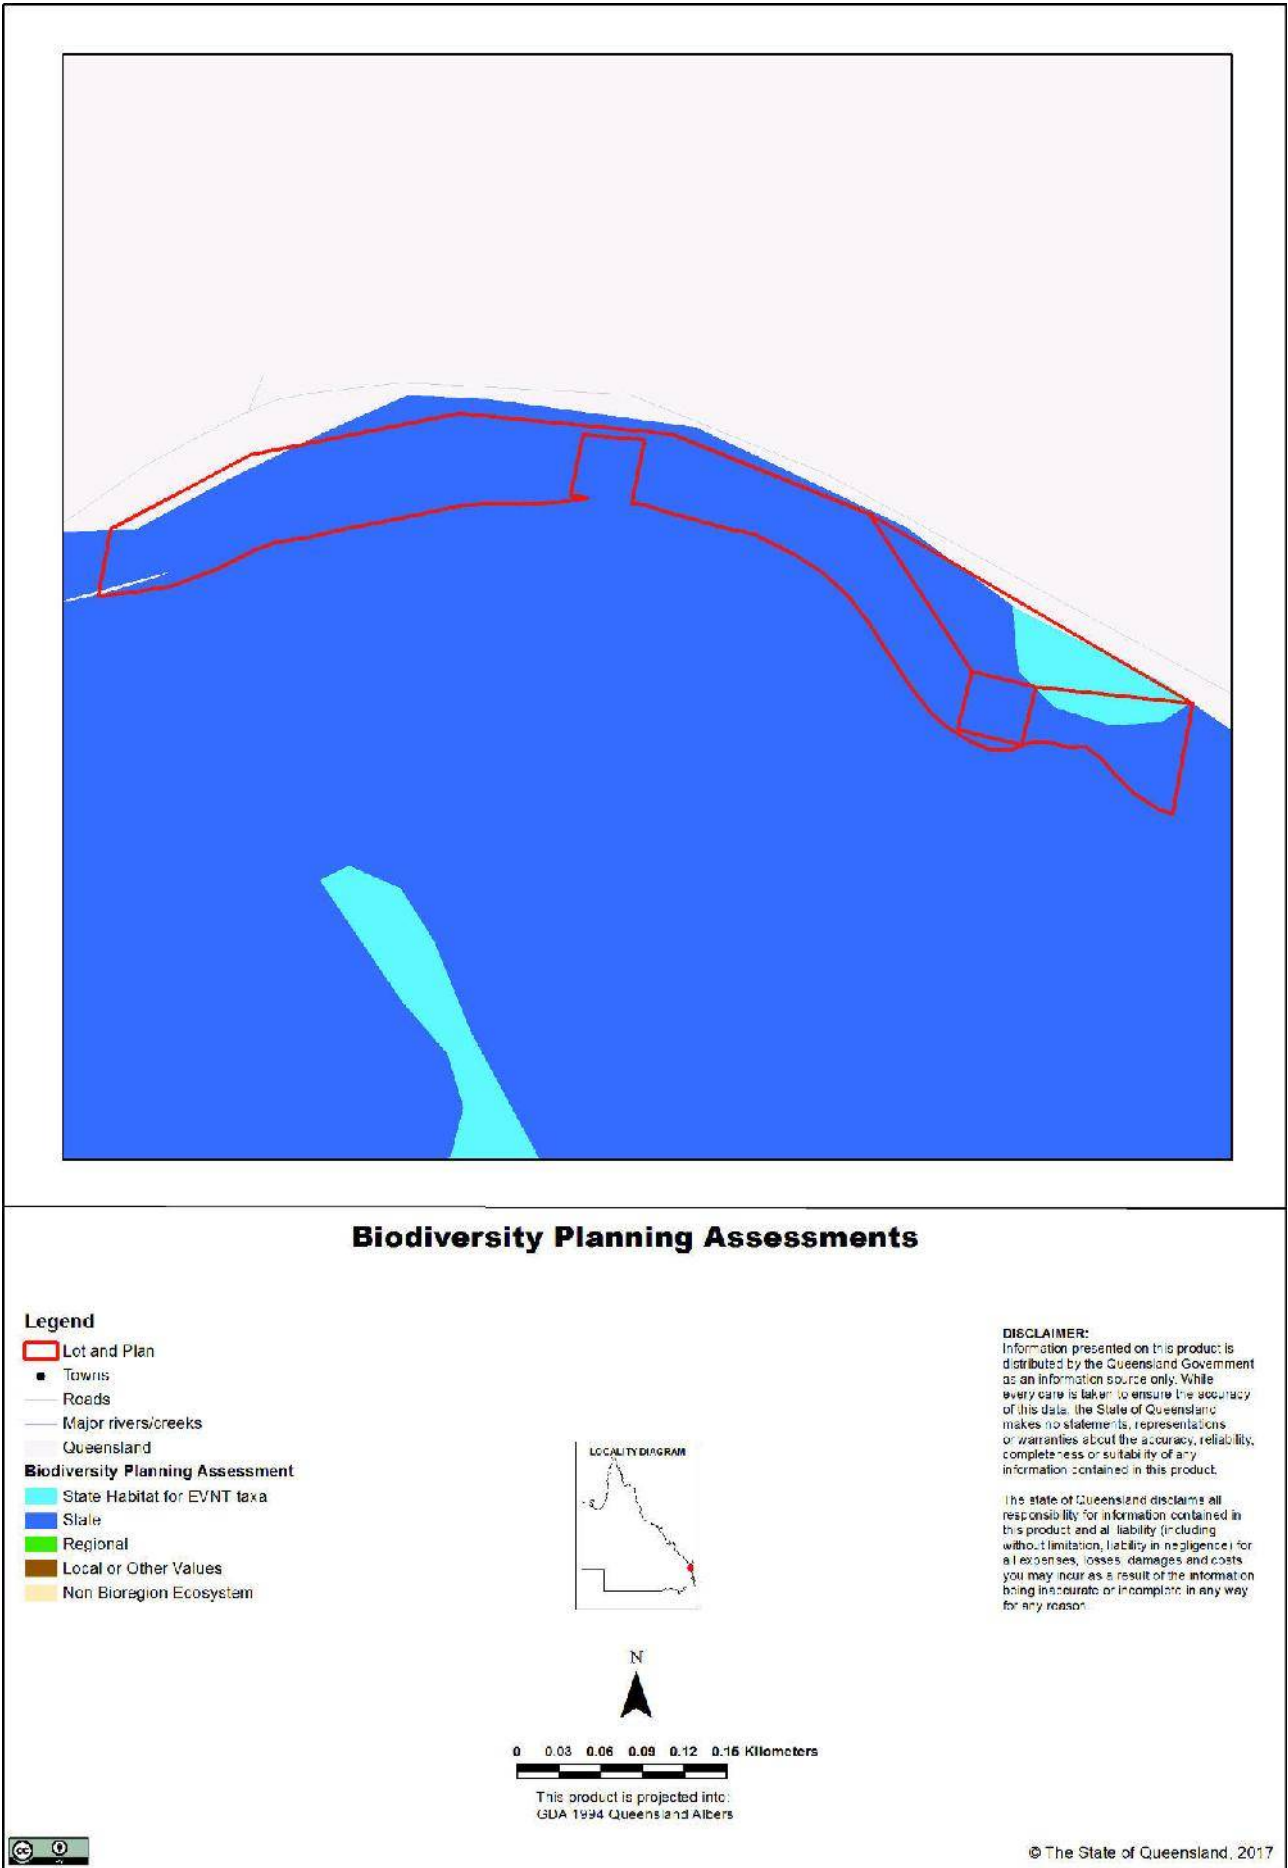 Biodiversity Planning Assessments
Legend
Lot and Plan
Towns
Roads
Major rivers/creeks
Queensland
Biodiversity Planning Assessment
State Habitat for EVNT taxa
State
Regional
Local or Other Values
Non Bioregion Ecosystem
LOCALITY DIAGRAM
N
0 0.03 0.06 0.09 0.12 0.15 Kilometers
This product is projected into:
GDA 1994 Queensland Albers
DISCLAIMER:
Information presented on this product is
distributed by the Queensland Government
as an information source only. While
every care is taken to ensure the accuracy
of this data, the State of Queensland
makes no statements, representations
or warranties about the accuracy, reliability,
completeness or suitability of any
information contained in this product.
The state of Queensland disclaims all
responsibility for information contained in
this product and all liability (including
without limitation, liability in negligence) for
all expenses, losses, damages and costs
you may incur as a result of the information
being inaccurate or incomplete in any way
for any reason.
cc
© The State of Queensland, 2017